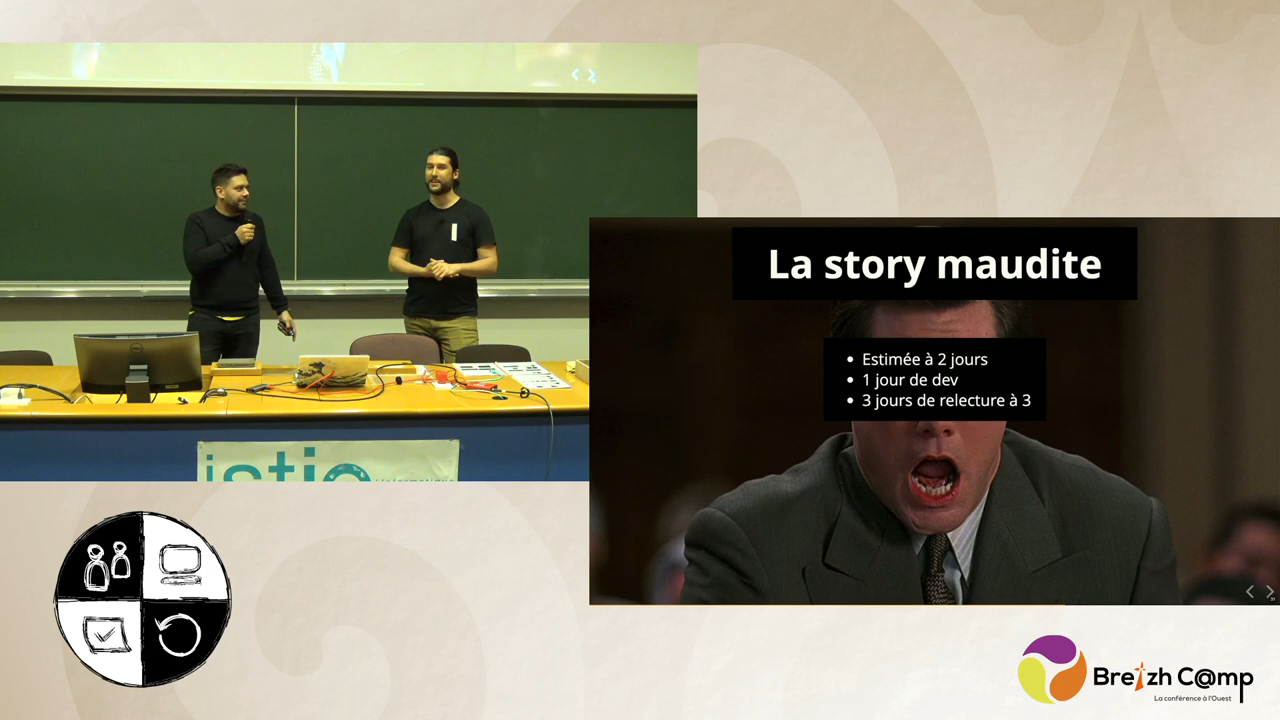 La story maudite
Estimée à 2 jours
1 jour de dev
3 jours de relecture à 3
istic
Breizh C@mp
La conférence à l'Ouest